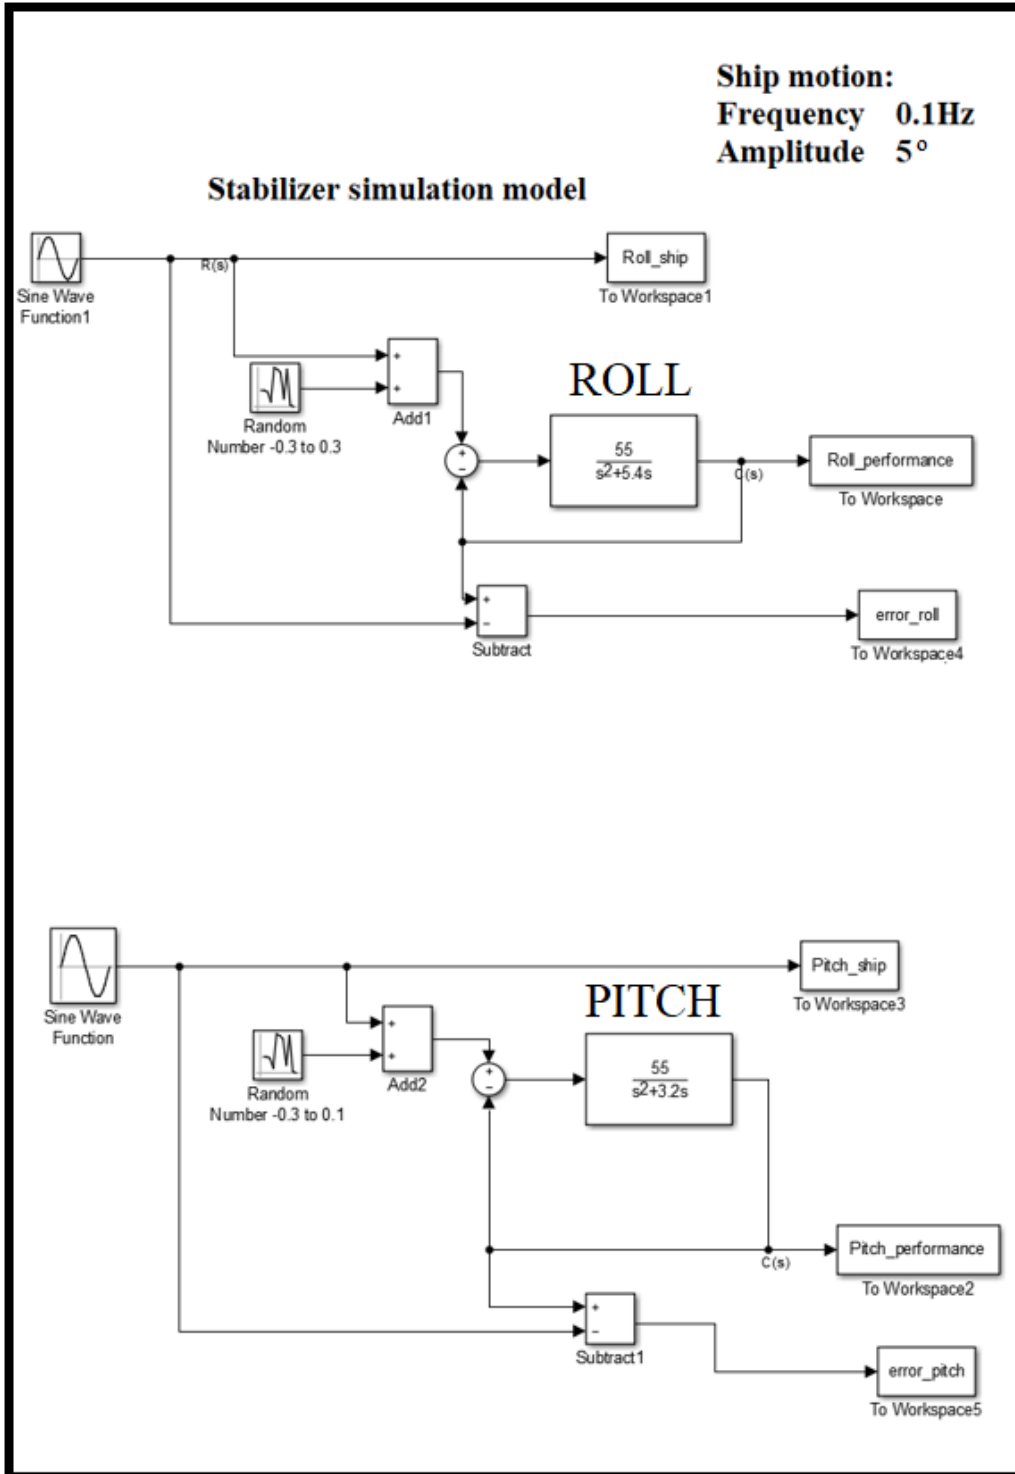 Ship motion:
Frequency 0.1Hz
Amplitude 5°
Stabilizer simulation model
Sine Wave
Function1
R(s)
Roll_ship
To Workspace1
+
+
Add1
Random
Number -0.3 to 0.3
ROLL
+
−
55
s2+5.4s
C(s)
Roll_performance
To Workspace
+
−
Subtract
error_roll
To Workspace4
Sine Wave
Function
Pitch_ship
To Workspace3
+
+
Add2
Random
Number -0.3 to 0.1
PITCH
+
−
55
s2+3.2s
C(s)
Pitch_performance
To Workspace2
+
−
Subtract1
error_pitch
To Workspace5